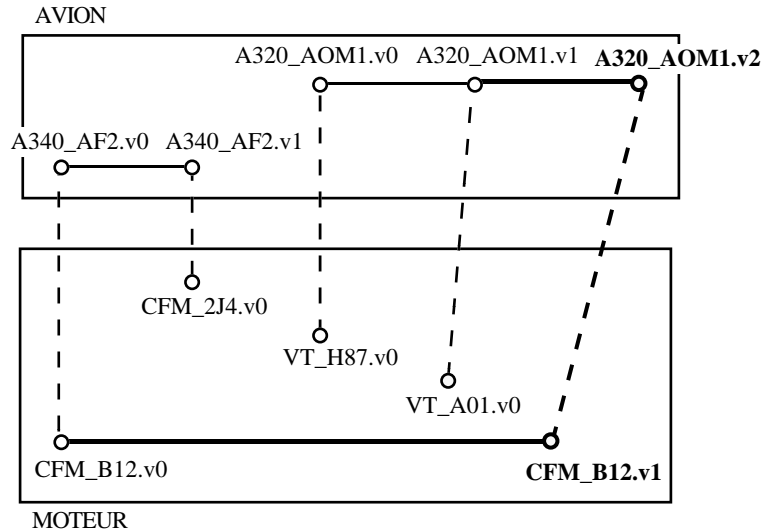 AVION
A320_AOM1.v0 A320_AOM1.v1 A320_AOM1.v2
A340_AF2.v0 A340_AF2.v1
CFM_2J4.v0
VT_H87.v0
VT_A01.v0
CFM_B12.v0 CFM_B12.v1
MOTEUR